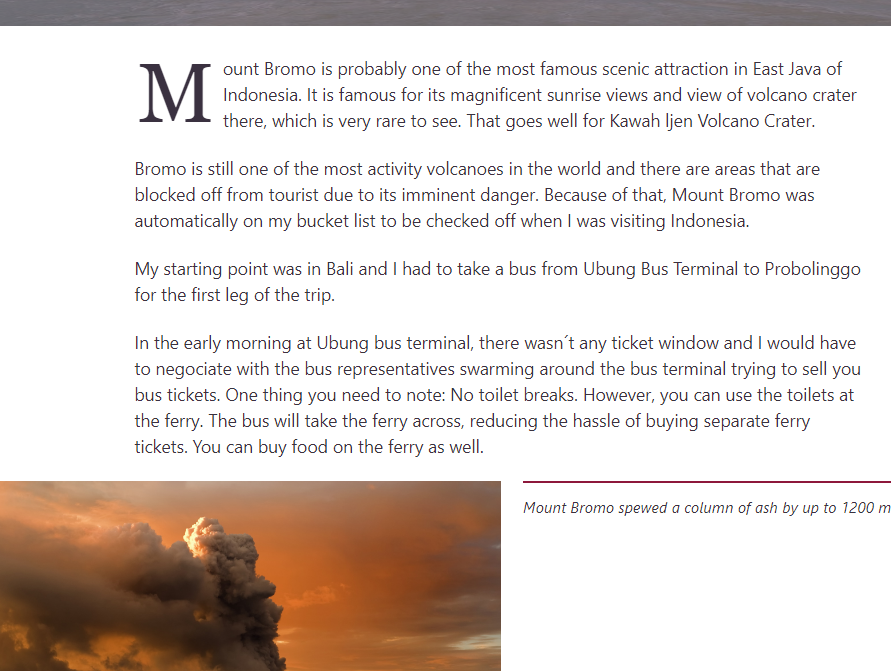 Mount Bromo is probably one of the most famous scenic attraction in East Java of
Indonesia. It is famous for its magnificent sunrise views and view of volcano crater
there, which is very rare to see. That goes well for Kawah Ijen Volcano Crater.
Bromo is still one of the most activity volcanoes in the world and there are areas that are
blocked off from tourist due to its imminent danger. Because of that, Mount Bromo was
automatically on my bucket list to be checked off when I was visiting Indonesia.
My starting point was in Bali and I had to take a bus from Ubung Bus Terminal to Probolinggo
for the first leg of the trip.
In the early morning at Ubung bus terminal, there wasn´t any ticket window and I would have
to negociate with the bus representatives swarming around the bus terminal trying to sell you
bus tickets. One thing you need to note: No toilet breaks. However, you can use the toilets at
the ferry. The bus will take the ferry across, reducing the hassle of buying separate ferry
tickets. You can buy food on the ferry as well.
Mount Bromo spewed a column of ash by up to 1200 m